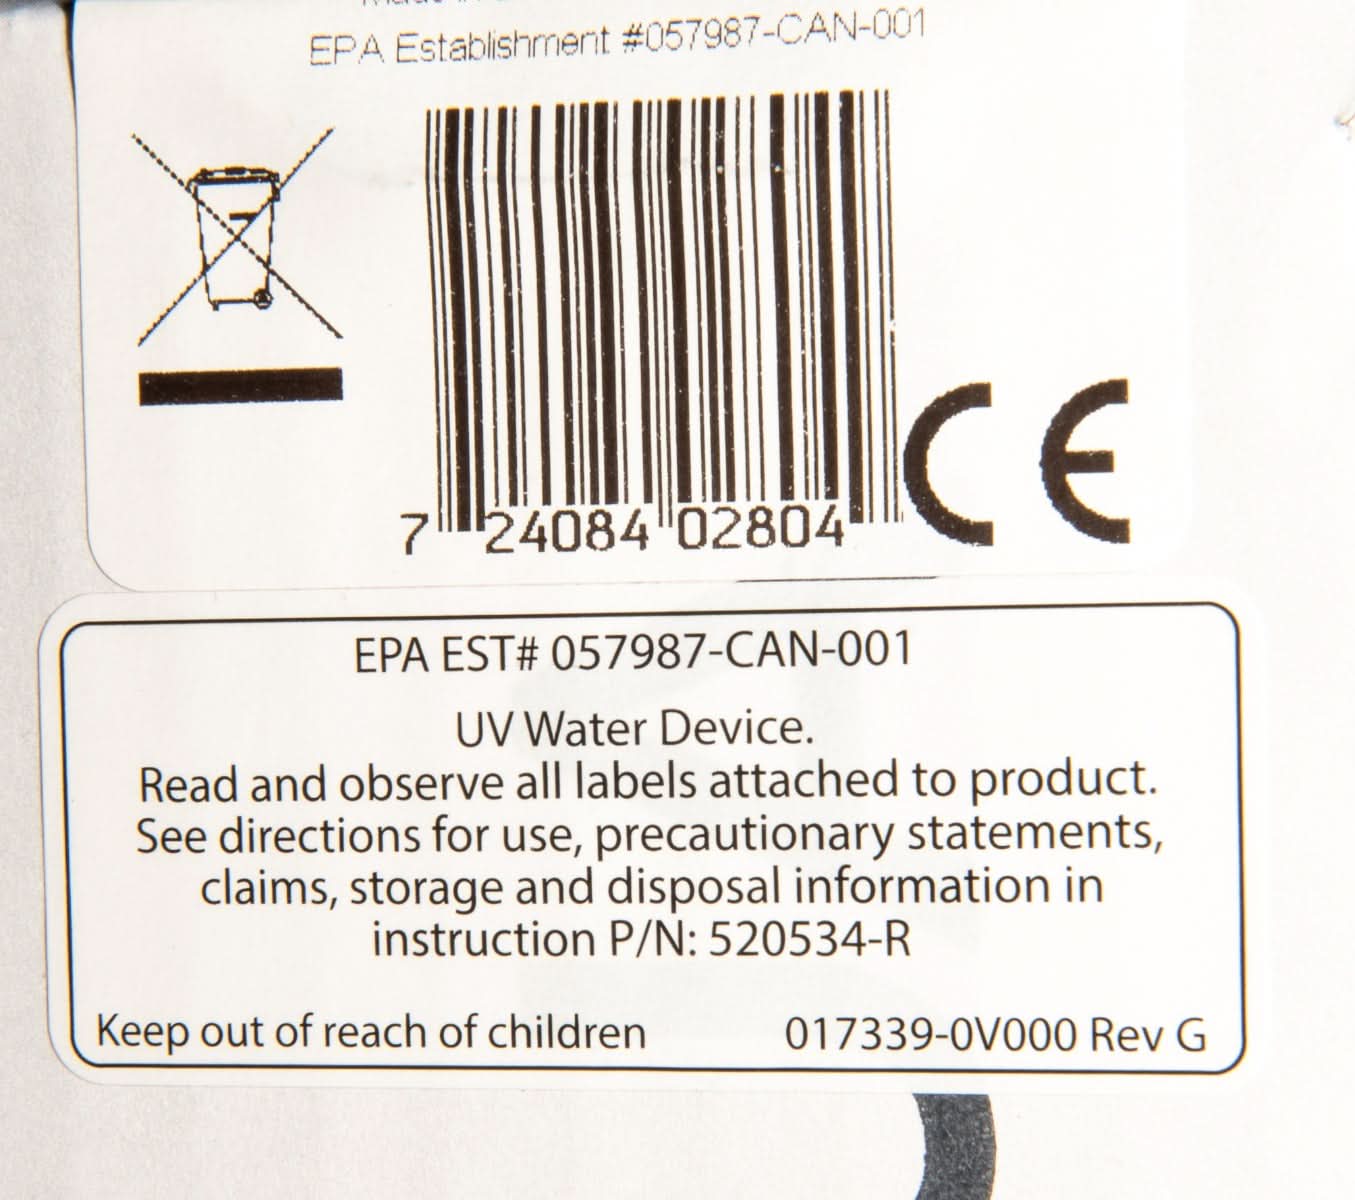 EPA Establishment #057987-CAN-001
7 24084 02804
CE
EPA EST# 057987-CAN-001
UV Water Device.
Read and observe all labels attached to product.
See directions for use, precautionary statements,
claims, storage and disposal information in
instruction P/N: 520534-R
Keep out of reach of children
017339-0V000 Rev G